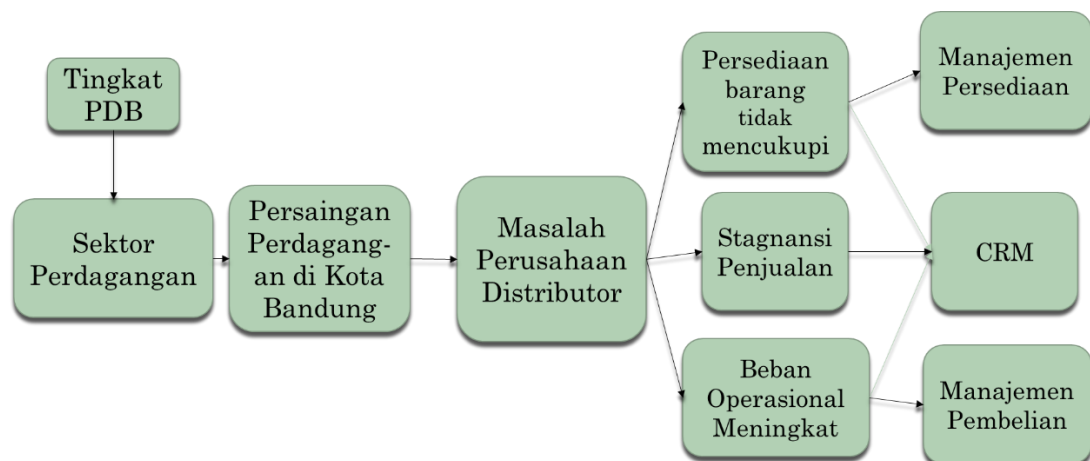 Tingkat
PDB
Sektor
Perdagangan
Persaingan
Perdagang-
an di Kota
Bandung
Masalah
Perusahaan
Distributor
Persediaan
barang
tidak
mencukupi
Stagnansi
Penjualan
Beban
Operasional
Meningkat
Manajemen
Persediaan
CRM
Manajemen
Pembelian